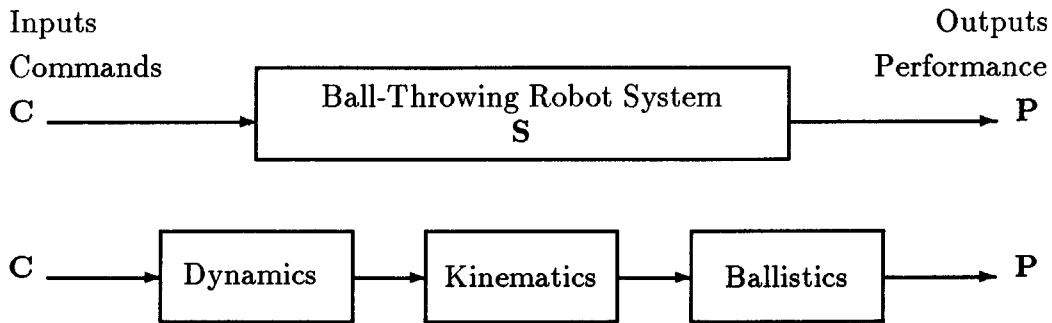 Inputs
Outputs
Commands
Performance
C
Ball-Throwing Robot System
S
P
C
Dynamics
Kinematics
Ballistics
P